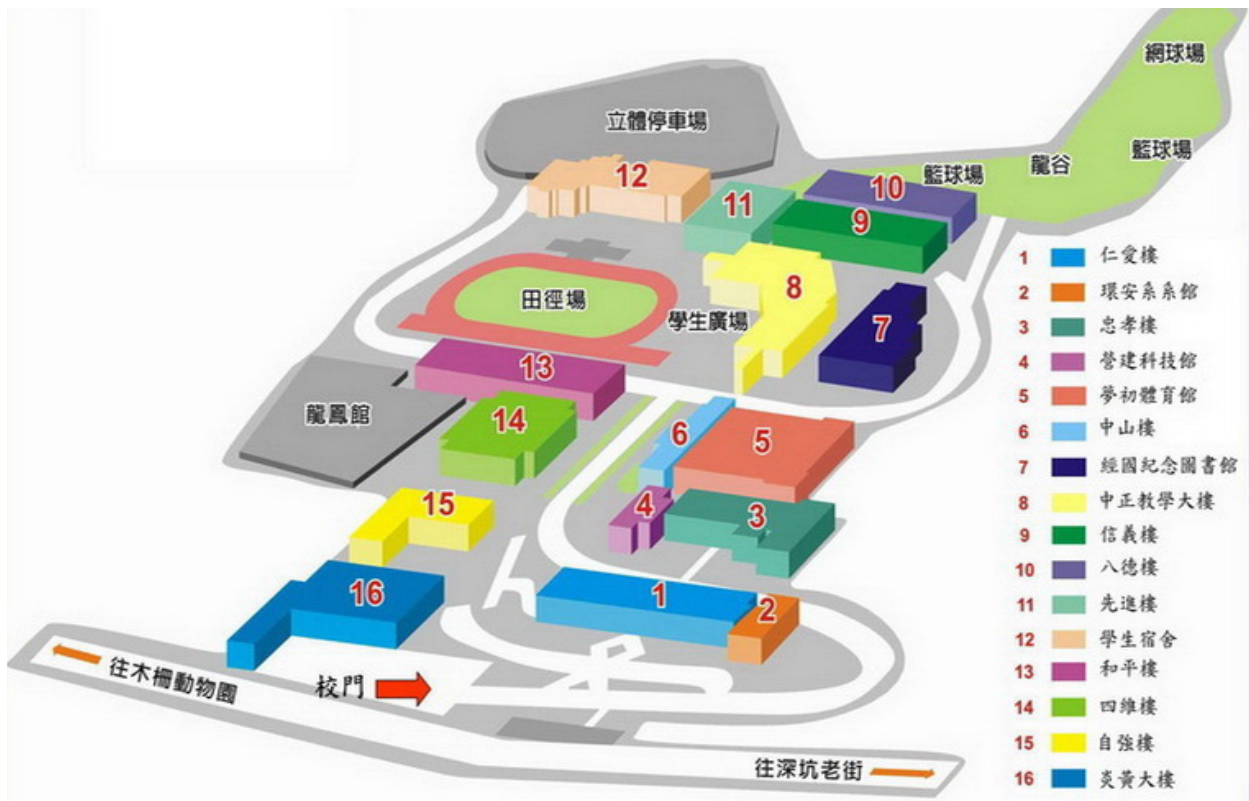 網球場
立體停車場
籃球場
龍谷
籃球場
12
11
10
9
8
7
田徑場
學生廣場
13
14
龍鳳館
6
5
15
4
3
16
1
2
校門
往木柵動物園
往深坑老街
1 仁愛樓
2 環安系系館
3 忠孝樓
4 營建科技館
5 夢初體育館
6 中山樓
7 經國紀念圖書館
8 中正教學大樓
9 信義樓
10 八德樓
11 先進樓
12 學生宿舍
13 和平樓
14 四維樓
15 自強樓
16 炎黃大樓